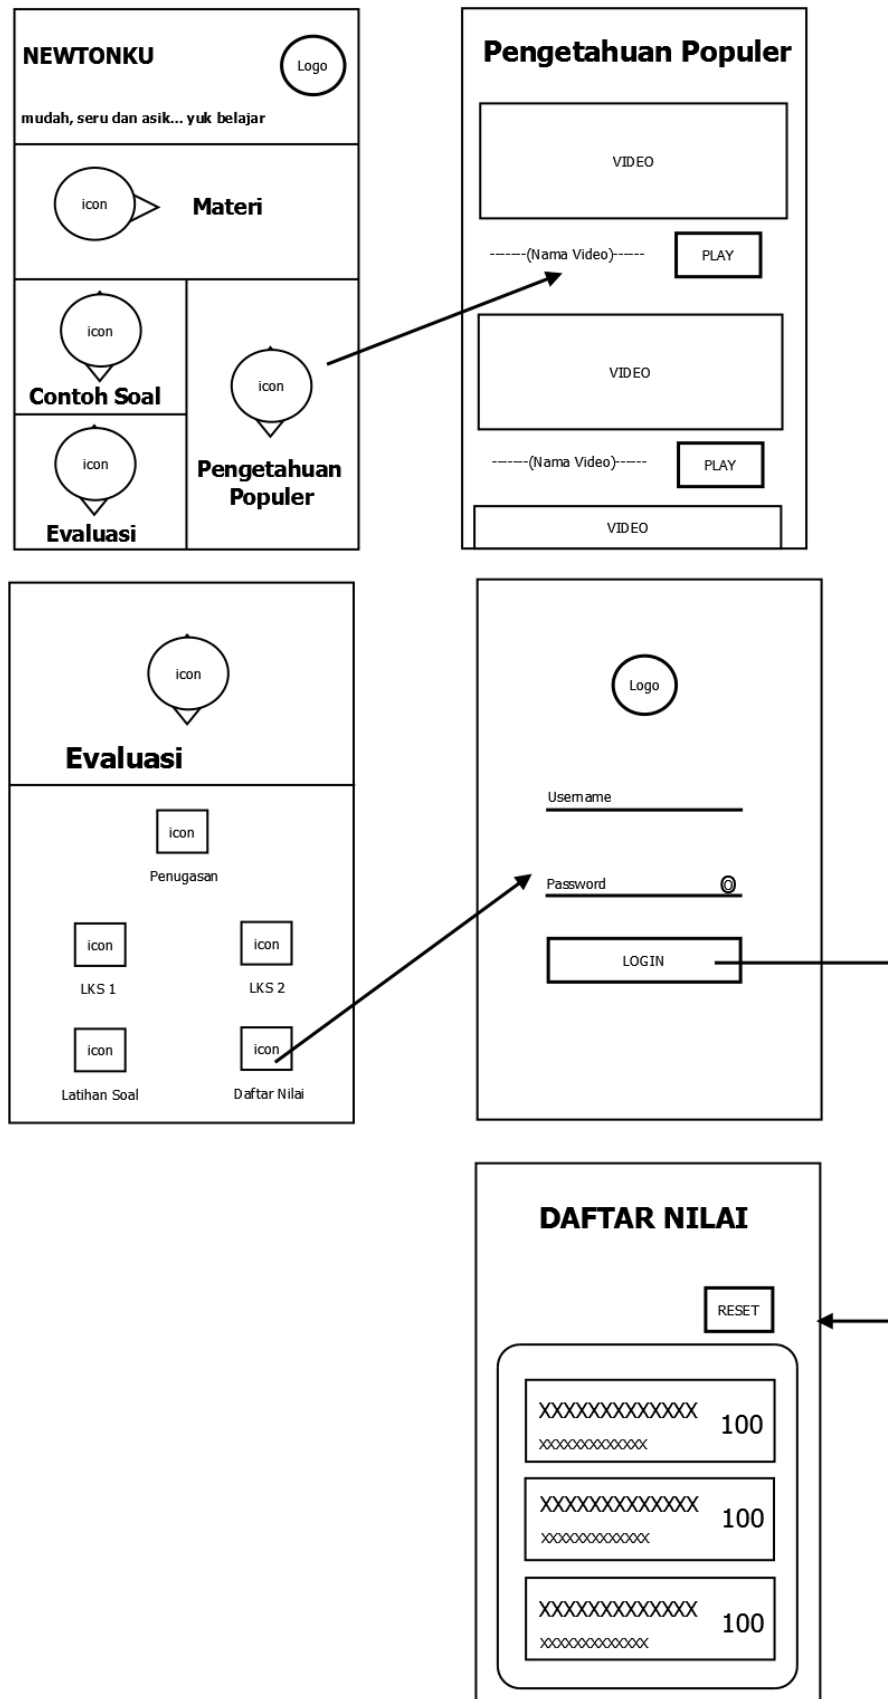 NEWTONKU
Logo
mudah, seru dan asik... yuk belajar
icon
Materi
icon
Contoh Soal
icon
Evaluasi
icon
Pengetahuan
Populer
Pengetahuan Populer
VIDEO
-------(Nama Video)------
PLAY
VIDEO
-------(Nama Video)------
PLAY
VIDEO
icon
Evaluasi
icon
Penugasan
icon
LKS 1
icon
LKS 2
icon
Latihan Soal
icon
Daftar Nilai
Logo
Username
Password
LOGIN
DAFTAR NILAI
RESET
XXXXXXXXXXXXX
100
XXXXXXXXXXXXX
XXXXXXXXXXXXX
100
XXXXXXXXXXXXX
XXXXXXXXXXXXX
100
XXXXXXXXXXXXX